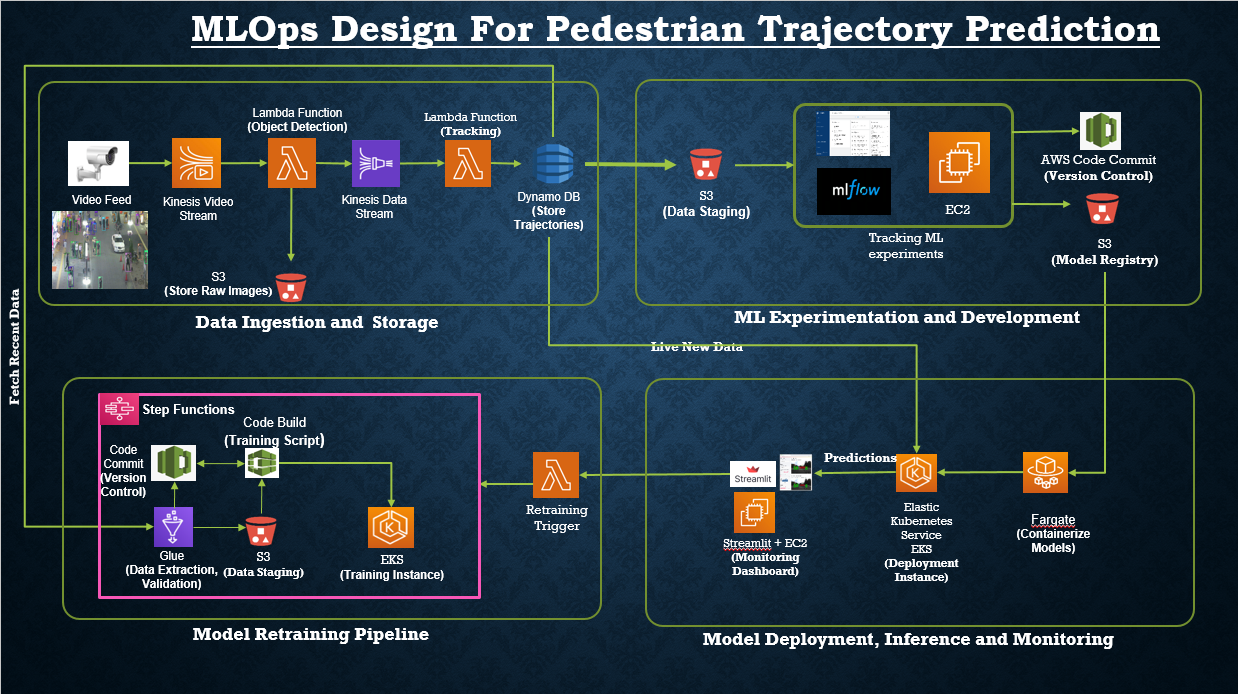 MLOps Design For Pedestrian Trajectory Prediction
Lambda Function
(Object Detection)
Lambda Function
(Tracking)
Video Feed
Kinesis Video
Stream
Kinesis Data
Stream
Dynamo DB
(Store
Trajectories)
S3
(Store Raw Images)
Data Ingestion and  Storage
S3
(Data Staging)
mlflow
EC2
Tracking ML
experiments
AWS Code Commit
(Version Control)
S3
(Model Registry)
ML Experimentation and Development
Fetch Recent Data
Live New Data
Step Functions
Code Build
(Training Script)
Code
Commit
(Version
Control)
Glue
(Data Extraction,
Validation)
S3
(Data Staging)
EKS
(Training Instance)
Retraining
Trigger
Model Retraining Pipeline
Predictions
Streamlit
Streamlit + EC2
(Monitoring
Dashboard)
Elastic
Kubernetes
Service
EKS
(Deployment
Instance)
Fargate
(Containerize
Models)
Model Deployment, Inference and Monitoring